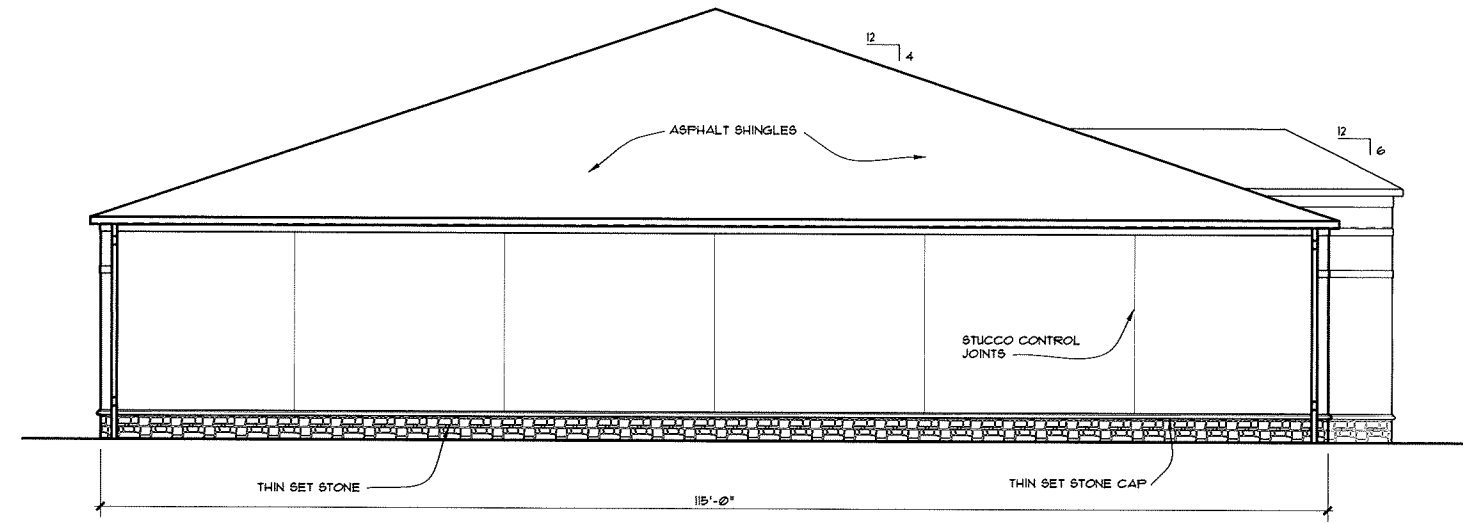 12
4
ASPHALT SHINGLES
12
6
STUCCO CONTROL
JOINTS
THIN SET STONE
THIN SET STONE CAP
115'-0"